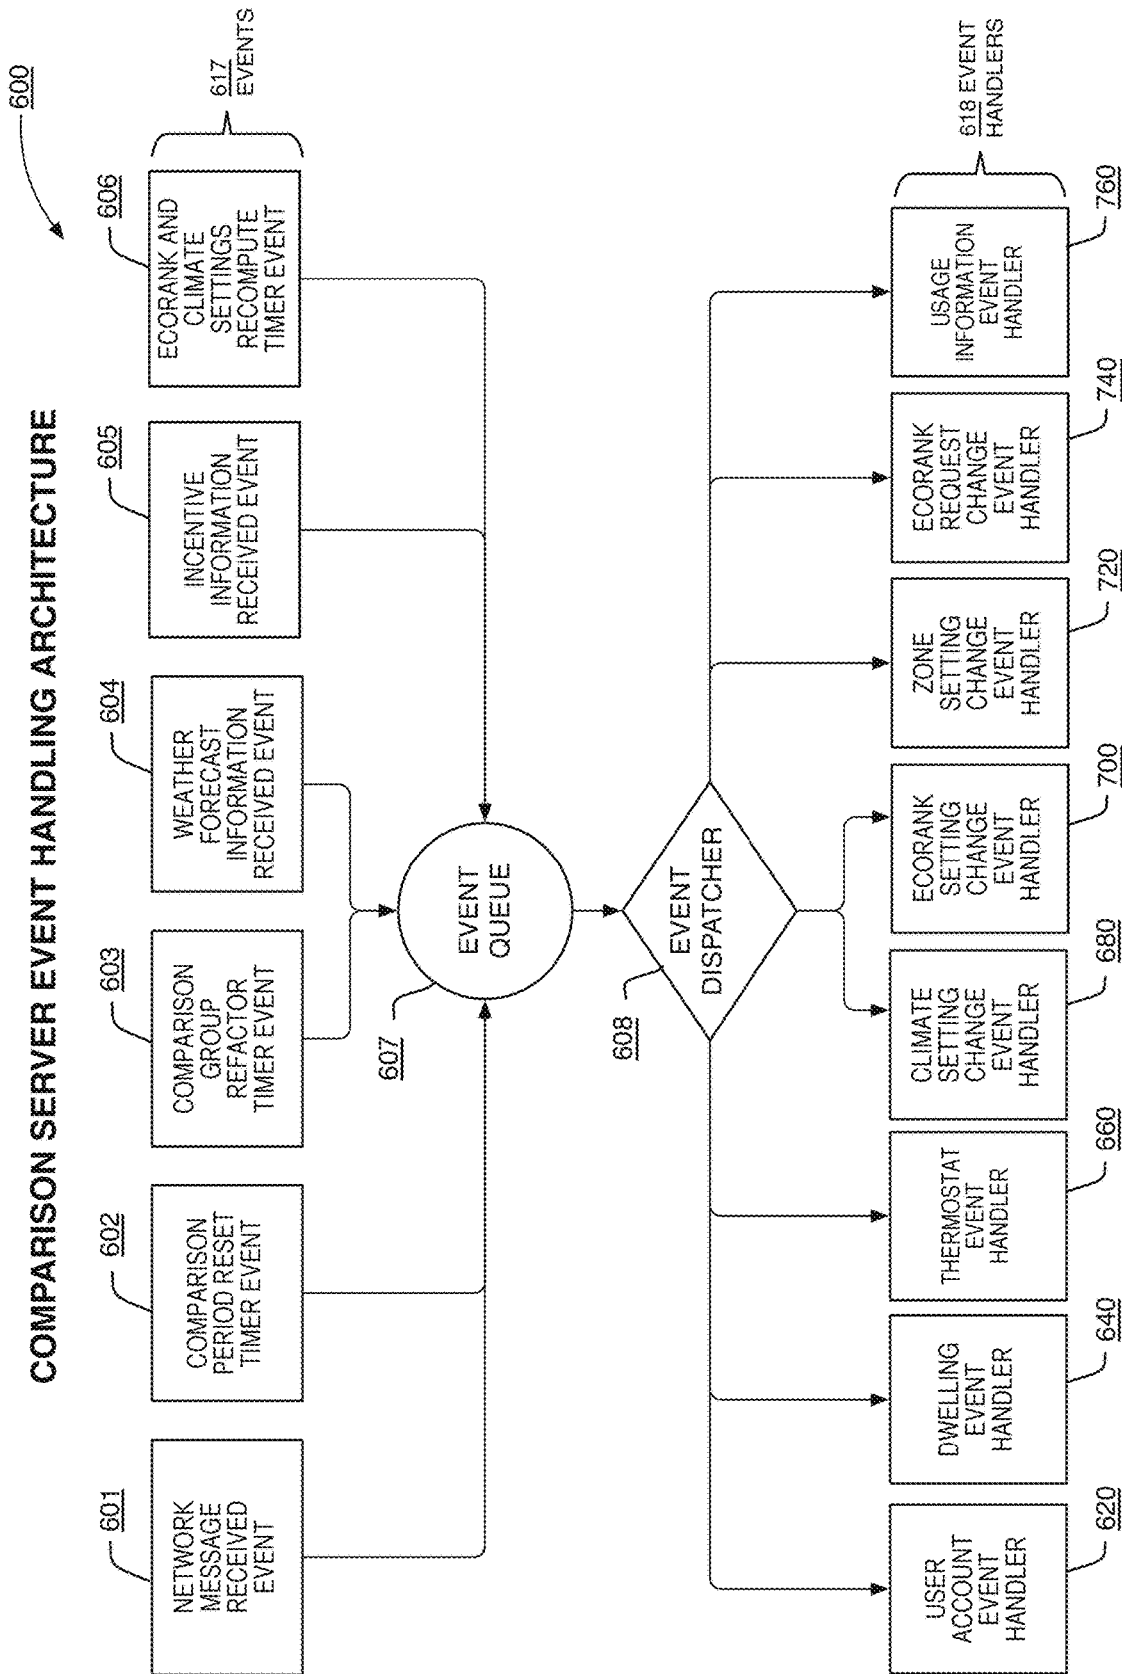 COMPARISON SERVER EVENT HANDLING ARCHITECTURE
600
601
NETWORK
MESSAGE
RECEIVED
EVENT
602
COMPARISON
PERIOD RESET
TIMER EVENT
603
COMPARISON
GROUP
REFACTOR
TIMER EVENT
604
WEATHER
FORECAST
INFORMATION
RECEIVED EVENT
605
INCENTIVE
INFORMATION
RECEIVED EVENT
606
ECORANK AND
CLIMATE
SETTINGS
RECOMPUTE
TIMER EVENT
617
EVENTS
607
EVENT
QUEUE
608
EVENT
DISPATCHER
USER
ACCOUNT
EVENT
HANDLER
620
DWELLING
EVENT
HANDLER
640
THERMOSTAT
EVENT
HANDLER
660
CLIMATE
SETTING
CHANGE
EVENT
HANDLER
680
ECORANK
SETTING
CHANGE
EVENT
HANDLER
700
ZONE
SETTING
CHANGE
EVENT
HANDLER
720
ECORANK
REQUEST
CHANGE
EVENT
HANDLER
740
USAGE
INFORMATION
EVENT
HANDLER
760
618 EVENT
HANDLERS